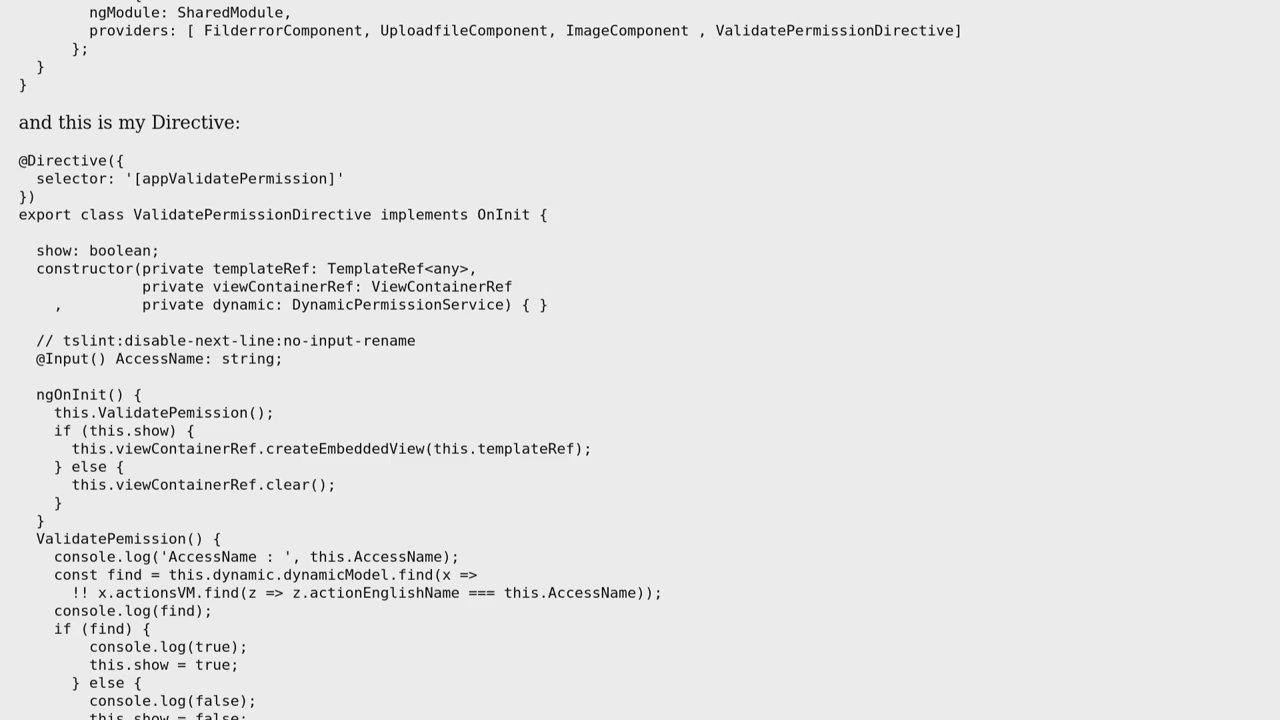 ngModule: SharedModule,
providers: [ FilderrorComponent, UploadfileComponent, ImageComponent , ValidatePermissionDirective]
};
}
}
and this is my Directive:
@Directive({
selector: '[appValidatePermission]'
})
export class ValidatePermissionDirective implements OnInit {
show: boolean;
constructor(private templateRef: TemplateRef<any>,
private viewContainerRef: ViewContainerRef
, private dynamic: DynamicPermissionService) { }
// tslint:disable-next-line:no-input-rename
@Input() AccessName: string;
ngOnInit() {
this.ValidatePemission();
if (this.show) {
this.viewContainerRef.createEmbeddedView(this.templateRef);
} else {
this.viewContainerRef.clear();
}
}
ValidatePemission() {
console.log('AccessName : ', this.AccessName);
const find = this.dynamic.dynamicModel.find(x =>
!! x.actionsVM.find(z => z.actionEnglishName === this.AccessName));
console.log(find);
if (find) {
console.log(true);
this.show = true;
} else {
console.log(false);
this.show = false;